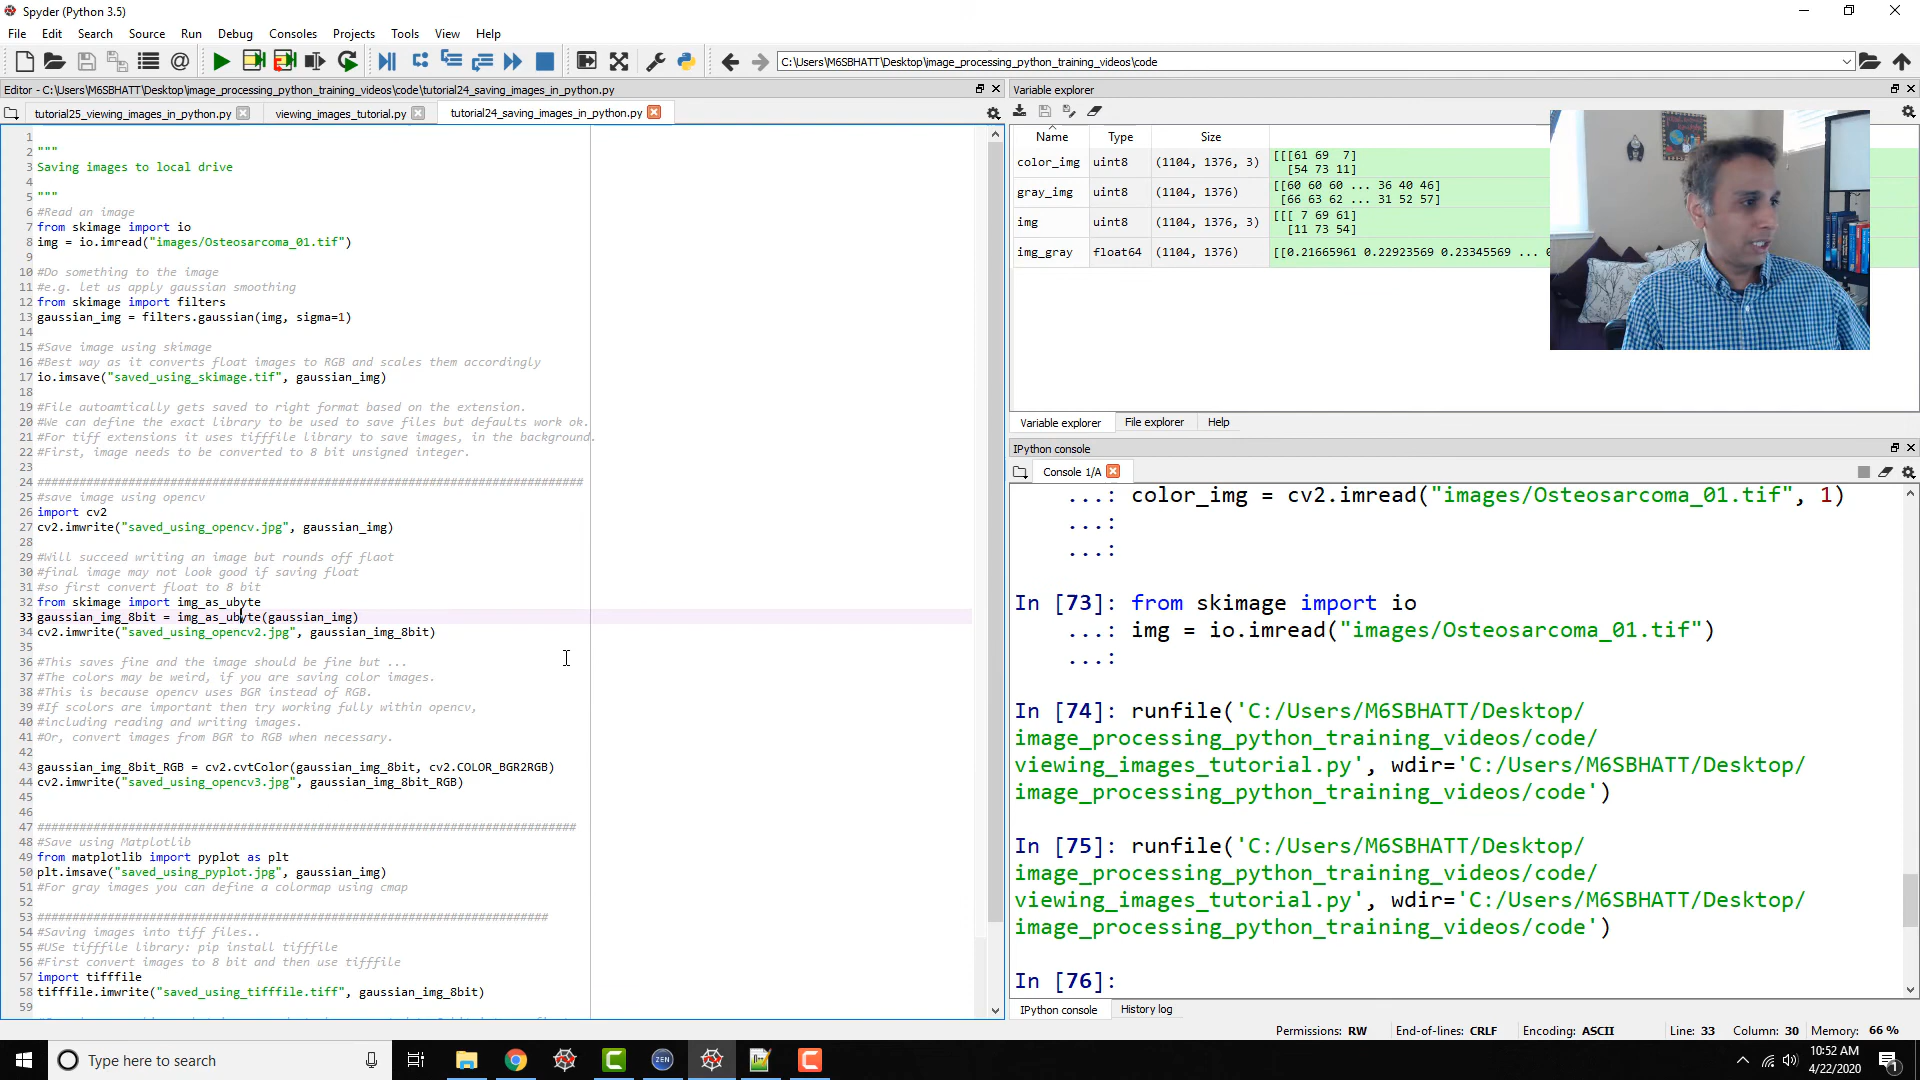 Spyder (Python 3.5)
File Edit Search Source Run Debug Consoles Projects Tools View Help
C:\Users\M6SBHATT\Desktop\image_processing_python_training_videos\code
Editor - C:\Users\M6SBHATT\Desktop\image_processing_python_training_videos\code\tutorial24_saving_images_in_python.py
tutorial25_viewing_images_in_python.py viewing_images_tutorial.py tutorial24_saving_images_in_python.py
1
2 """
3 Saving images to local drive
4
5 """
6 #Read an image
7 from skimage import io
8 img = io.imread("images/Osteosarcoma_01.tif")
9
10 #Do something to the image
11 #e.g. let us apply gaussian smoothing
12 from skimage import filters
13 gaussian_img = filters.gaussian(img, sigma=1)
14
15 #Save image using skimage
16 #Best way as it converts float images to RGB and scales them accordingly
17 io.imsave("saved_using_skimage.tif", gaussian_img)
18
19 #File autoamtically gets saved to right format based on the extension.
20 #We can define the exact library to be used to save files but defaults work ok.
21 #For tiff extensions it uses tifffile library to save images, in the background.
22 #First, image needs to be converted to 8 bit unsigned integer.
23
24 ##############################################################################
25 #save image using opencv
26 import cv2
27 cv2.imwrite("saved_using_opencv.jpg", gaussian_img)
28
29 #Will succeed writing an image but rounds off flaot
30 #final image may not look good if saving float
31 #so first convert float to 8 bit
32 from skimage import img_as_ubyte
33 gaussian_img_8bit = img_as_ubyte(gaussian_img)
34 cv2.imwrite("saved_using_opencv2.jpg", gaussian_img_8bit)
35
36 #This saves fine and the image should be fine but ...
37 #The colors may be weird, if you are saving color images.
38 #This is because opencv uses BGR instead of RGB.
39 #If scolors are important then try working fully within opencv,
40 #including reading and writing images.
41 #Or, convert images from BGR to RGB when necessary.
42
43 gaussian_img_8bit_RGB = cv2.cvtColor(gaussian_img_8bit, cv2.COLOR_BGR2RGB)
44 cv2.imwrite("saved_using_opencv3.jpg", gaussian_img_8bit_RGB)
45
46
47 #############################################################################
48 #Save using Matplotlib
49 from matplotlib import pyplot as plt
50 plt.imsave("saved_using_pyplot.jpg", gaussian_img)
51 #For gray images you can define a colormap using cmap
52
53 #########################################################################
54 #Saving images into tiff files..
55 #USe tifffile library: pip install tifffile
56 #First convert images to 8 bit and then use tifffile
57 import tifffile
58 tifffile.imwrite("saved_using_tifffile.tiff", gaussian_img_8bit)
59
Variable explorer
Name Type Size
color_img uint8 (1104, 1376, 3) [[[61 69 7]
[54 73 11]
gray_img uint8 (1104, 1376) [[60 60 60 ... 36 40 46]
[66 63 62 ... 31 52 57]
img uint8 (1104, 1376, 3) [[[ 7 69 61]
[11 73 54]
img_gray float64 (1104, 1376) [[0.21665961 0.22923569 0.23345569 ...
Variable explorer File explorer Help
IPython console
Console 1/A
...: color_img = cv2.imread("images/Osteosarcoma_01.tif", 1)
...:
...:
In [73]: from skimage import io
...: img = io.imread("images/Osteosarcoma_01.tif")
...:
In [74]: runfile('C:/Users/M6SBHATT/Desktop/
image_processing_python_training_videos/code/
viewing_images_tutorial.py', wdir='C:/Users/M6SBHATT/Desktop/
image_processing_python_training_videos/code')
In [75]: runfile('C:/Users/M6SBHATT/Desktop/
image_processing_python_training_videos/code/
viewing_images_tutorial.py', wdir='C:/Users/M6SBHATT/Desktop/
image_processing_python_training_videos/code')
In [76]:
IPython console History log
Permissions: RW End-of-lines: CRLF Encoding: ASCII Line: 33 Column: 30 Memory: 66 %
Type here to search
ZEN
10:52 AM
4/22/2020